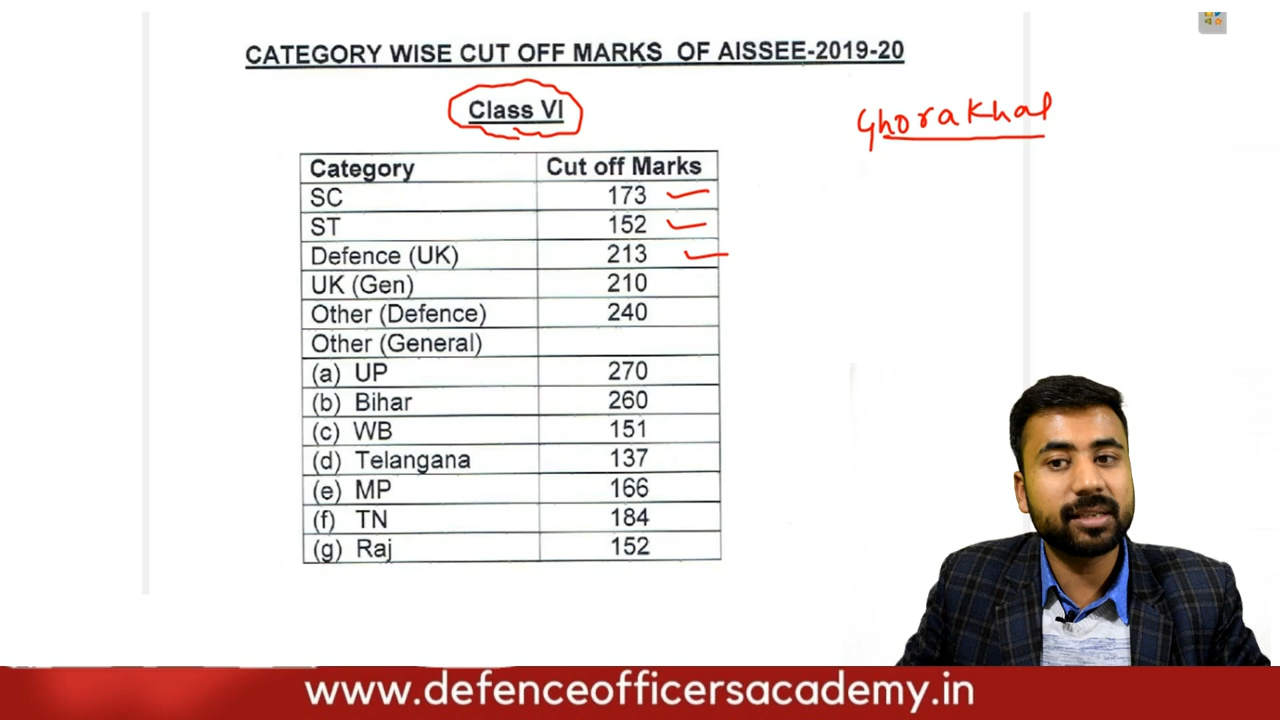 CATEGORY WISE CUT OFF MARKS OF AISSEE-2019-20
Class VI
Ghorakhal
Category Cut off Marks
SC 173
ST 152
Defence (UK) 213
UK (Gen) 210
Other (Defence) 240
Other (General)
(a) UP 270
(b) Bihar 260
(c) WB 151
(d) Telangana 137
(e) MP 166
(f) TN 184
(g) Raj 152
www.defenceofficersacademy.in